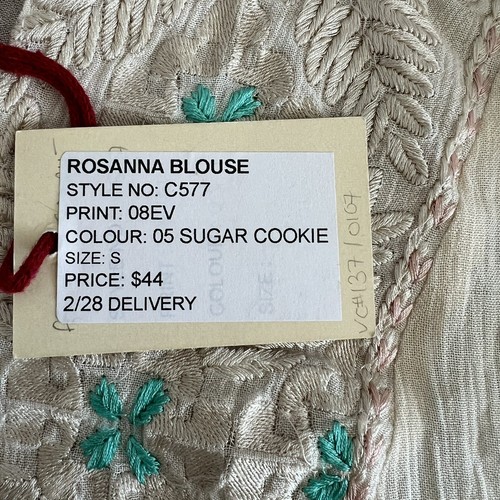 ROSANNA BLOUSE
STYLE NO: C577
PRINT: 08EV
COLOUR: 05 SUGAR COOKIE
SIZE: S
PRICE: $44
2/28 DELIVERY